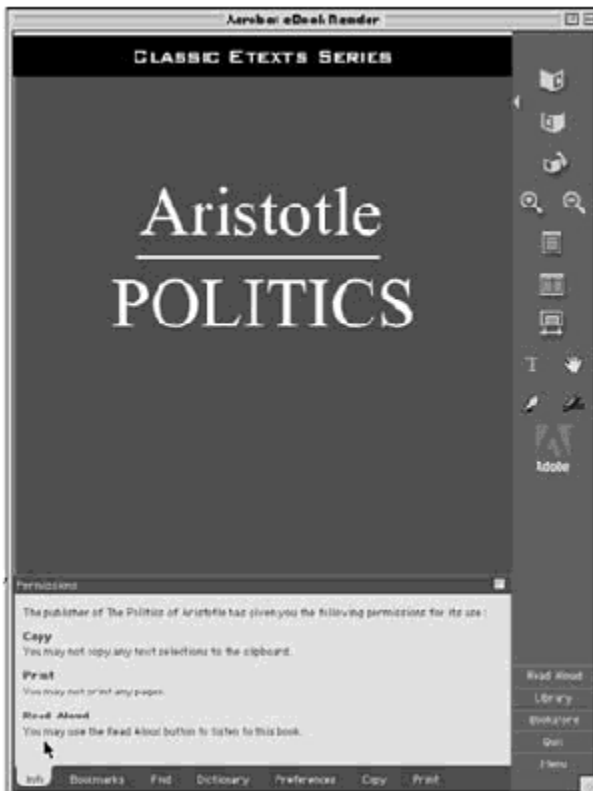 Acrobat eBook Reader
CLASSIC ETEXTS SERIES
Aristotle
POLITICS
Adobe
Permissions
The publisher of The Politics of Aristotle has given you the following permissions for its use:
Copy
You may not copy any text selections to the clipboard.
Print
You may not print any pages.
Read Aloud
You may use the Read Aloud button to listen to this book.
Read Aloud
Library
Bookstore
Quit
Menu
Info Bookmarks Find Dictionary Preferences Copy Print